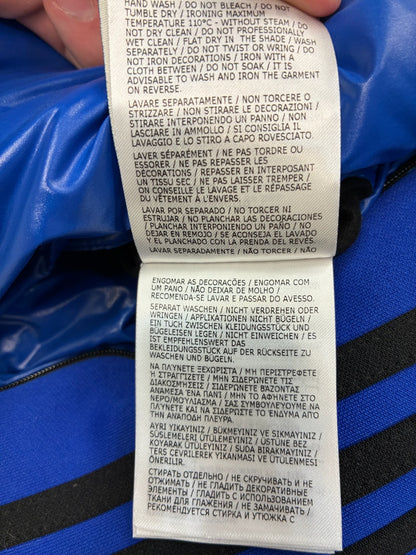 HAND WASH / DO NOT BLEACH / DO NOT
TUMBLE DRY / IRONING MAXIMUM
TEMPERATURE 110°C - WITHOUT STEAM / DO
NOT DRY CLEAN / DO NOT PROFESSIONALLY
WET CLEAN / FLAT DRY IN THE SHADE / WASH
SEPARATELY / DO NOT TWIST OR WRING / DO
NOT IRON DECORATIONS / IRON WITH A
CLOTH BETWEEN / DO NOT SOAK / IT IS
ADVISABLE TO WASH AND IRON THE GARMENT
ON REVERSE.
LAVARE SEPARATAMENTE / NON TORCERE O
STRIZZARE / NON STIRARE LE DECORAZIONI /
STIRARE INTERPONENDO UN PANNO / NON
LASCIARE IN AMMOLLO / SI CONSIGLIA IL
LAVAGGIO E LO STIRO A CAPO ROVESCIATO.
LAVER SÉPARÉMENT / NE PAS TORDRE OU
ESSORER / NE PAS REPASSER LES
DÉCORATIONS / REPASSER EN INTERPOSANT
UN TISSU SEC / NE PAS LAISSER TREMPER /
ON CONSEILLE LE LAVAGE ET LE RÉPASSAGE
DU VÊTEMENT À L'ENVERS.
LAVAR POR SEPARADO / NO TORCER NI
ESTRUJAR / NO PLANCHAR LAS DECORACIONES
/ PLANCHAR INTERPONIENDO UN PAÑO / NO
DEJAR EN REMOJO / SE ACONSEJA EL LAVADO
Y EL PLANCHADO CON LA PRENDA DEL REVÉS.
LAVAR SEPARADAMENTE / NÃO TORCER / NÃO
ENGOMAR AS DECORAÇÕES / ENGOMAR COM
UM PANO / NÃO DEIXAR DE MOLHO /
RECOMENDA-SE LAVAR E PASSAR DO AVESSO.
SEPARAT WASCHEN / NICHT VERDREHEN ODER
WRINGEN / APPLIKATIONEN NICHT BÜGELN /
EIN TUCH ZWISCHEN KLEIDUNGSSTÜCK UND
BÜGELEISEN LEGEN / NICHT EINWEICHEN / ES
IST EMPFEHLENSWERT DAS
BEKLEIDUNGSSTÜCK AUF DER RÜCKSEITE ZU
WASCHEN UND BÜGELN.
ΝΑ ΠΛΥΝΕΤΕ ΞΕΧΩΡΙΣΤΑ / ΜΗ ΠΕΡΙΣΤΡΕΦΕΤΕ
Ή ΣΤΡΑΓΓΙΖΕΤΕ / ΜΗΝ ΣΙΔΕΡΩΝΕΤΕ ΤΙΣ
ΔΙΑΚΟΣΜΗΣΕΙΣ / ΣΙΔΕΡΩΝΕΤΕ ΒΑΖΟΝΤΑΣ
ΑΝΑΜΕΣΑ ΕΝΑ ΠΑΝΙ / ΜΗΝ ΤΟ ΑΦΗΝΕΤΕ ΣΤΟ
ΝΕΡΟ/ΜΟΥΛΙΑΣΜΑ / ΣΑΣ ΣΥΜΒΟΥΛΕΥΟΥΜΕ ΝΑ
ΠΛΥΝΕΤΕ ΚΑΙ ΝΑ ΣΙΔΕΡΩΣΕΤΕ ΤΟ ΕΝΔΥΜΑ ΑΠΟ
ΤΗΝ ΑΝΑΠΟΔΗ ΠΛΕΥΡΑ.
AYRI YIKAYINIZ / BÜKMEYINIZ VE SIKMAYINIZ /
SÜSLEMELERI ÜTÜLEMEYINIZ / ÜSTÜNE BEZ
KOYARAK ÜTÜLEYINIZ / SUDA BIRAKMAYINIZ /
TERS ÇEVRILEREK YIKANMASI VE ÜTÜLENMESI
ÖNERILIR.
СТИРАТЬ ОТДЕЛЬНО / НЕ СКРУЧИВАТЬ И НЕ
ОТЖИМАТЬ / НЕ ГЛАДИТЬ ДЕКОРАТИВНЫЕ
ЭЛЕМЕНТЫ / ГЛАДИТЬ С ИСПОЛЬЗОВАНИЕМ
ТКАНИ ДЛЯ ГЛАЖЕНИЯ / НЕ ЗАМАЧИВАТЬ /
РЕКОМЕНДУЕТСЯ СТИРКА И УТЮЖКА С